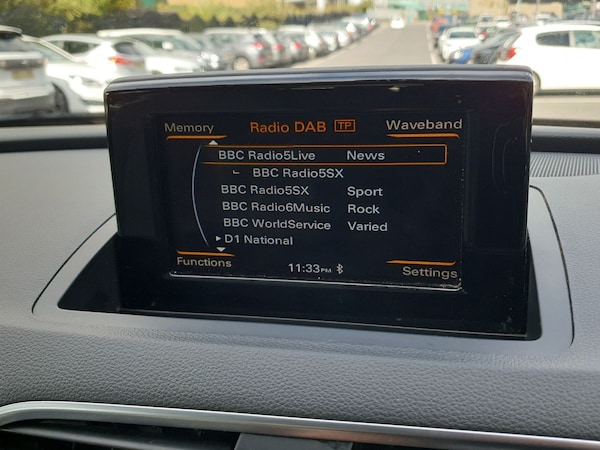 Memory Radio DAB TP Waveband
BBC Radio5Live News
BBC Radio5SX
BBC Radio5SX Sport
BBC Radio6Music Rock
BBC WorldService Varied
D1 National
Functions 11:33PM Settings